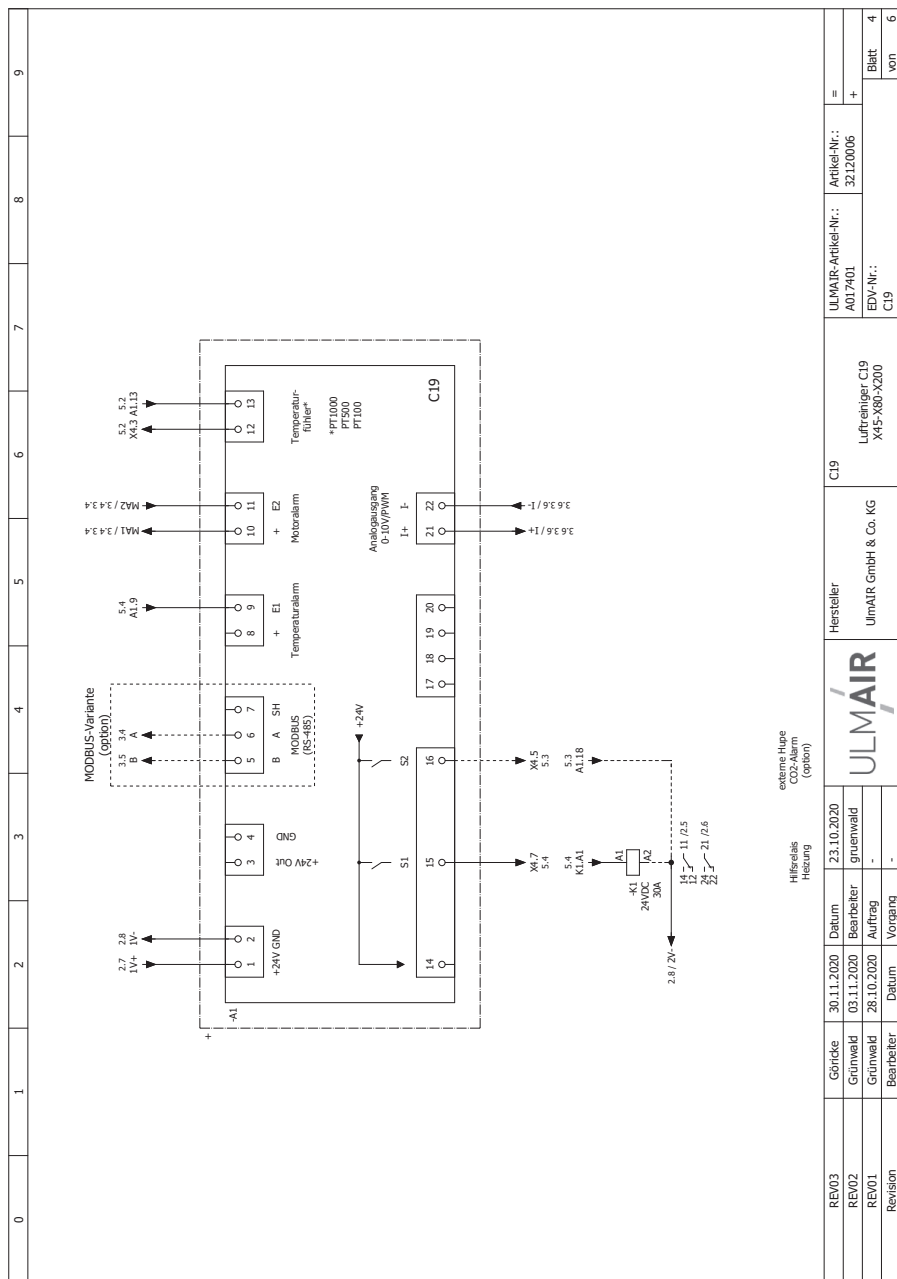 0 1 2 3 4 5 6 7 8 9
MODBUS-Variante
(option)
2.7
1V+
2.8
1V-
3.5
B
3.4
A
5.4
A1.9
MA1 / 3.4 3.4
MA2 / 3.4 3.4
5.2
X4.3
5.2
A1.13
+
-A1
1 2
+24V GND
3 4
+24V Out GND
5 6 7
B A SH
MODBUS
(RS-485)
8 9
+ E1
Temperaturalarm
10 11
+ E2
Motoralarm
12 13
Temperatur-
fühler*
*PT1000
PT500
PT100
+24V
S1
S2
Analogausgang
0-10V/PWM
I+ I-
C19
14 15 16 17 18 19 20 21 22
X4.7
5.4
X4.5
5.3
3.6 3.6 / I+
3.6 3.6 / I-
5.4
K1.A1
5.3
A1.18
-K1
24VDC
30A
A1
A2
2.8 / 2V-
14
12
11 /2.5
24
22
21 /2.6
Hilfsrelais
Heizung
externe Hupe
CO2-Alarm
(option)
REV03 Göricke 30.11.2020 Datum 23.10.2020
REV02 Grünwald 03.11.2020 Bearbeiter gruenwald
REV01 Grünwald 28.10.2020 Auftrag -
Revision Bearbeiter Datum Vorgang -
ULMAIR
Hersteller
UlmAIR GmbH & Co. KG
C19
Luftreiniger C19
X45-X80-X200
ULMAIR-Artikel-Nr.:
A017401
Artikel-Nr.:
32120006
=
+
EDV-Nr.:
C19
Blatt 4
von 6